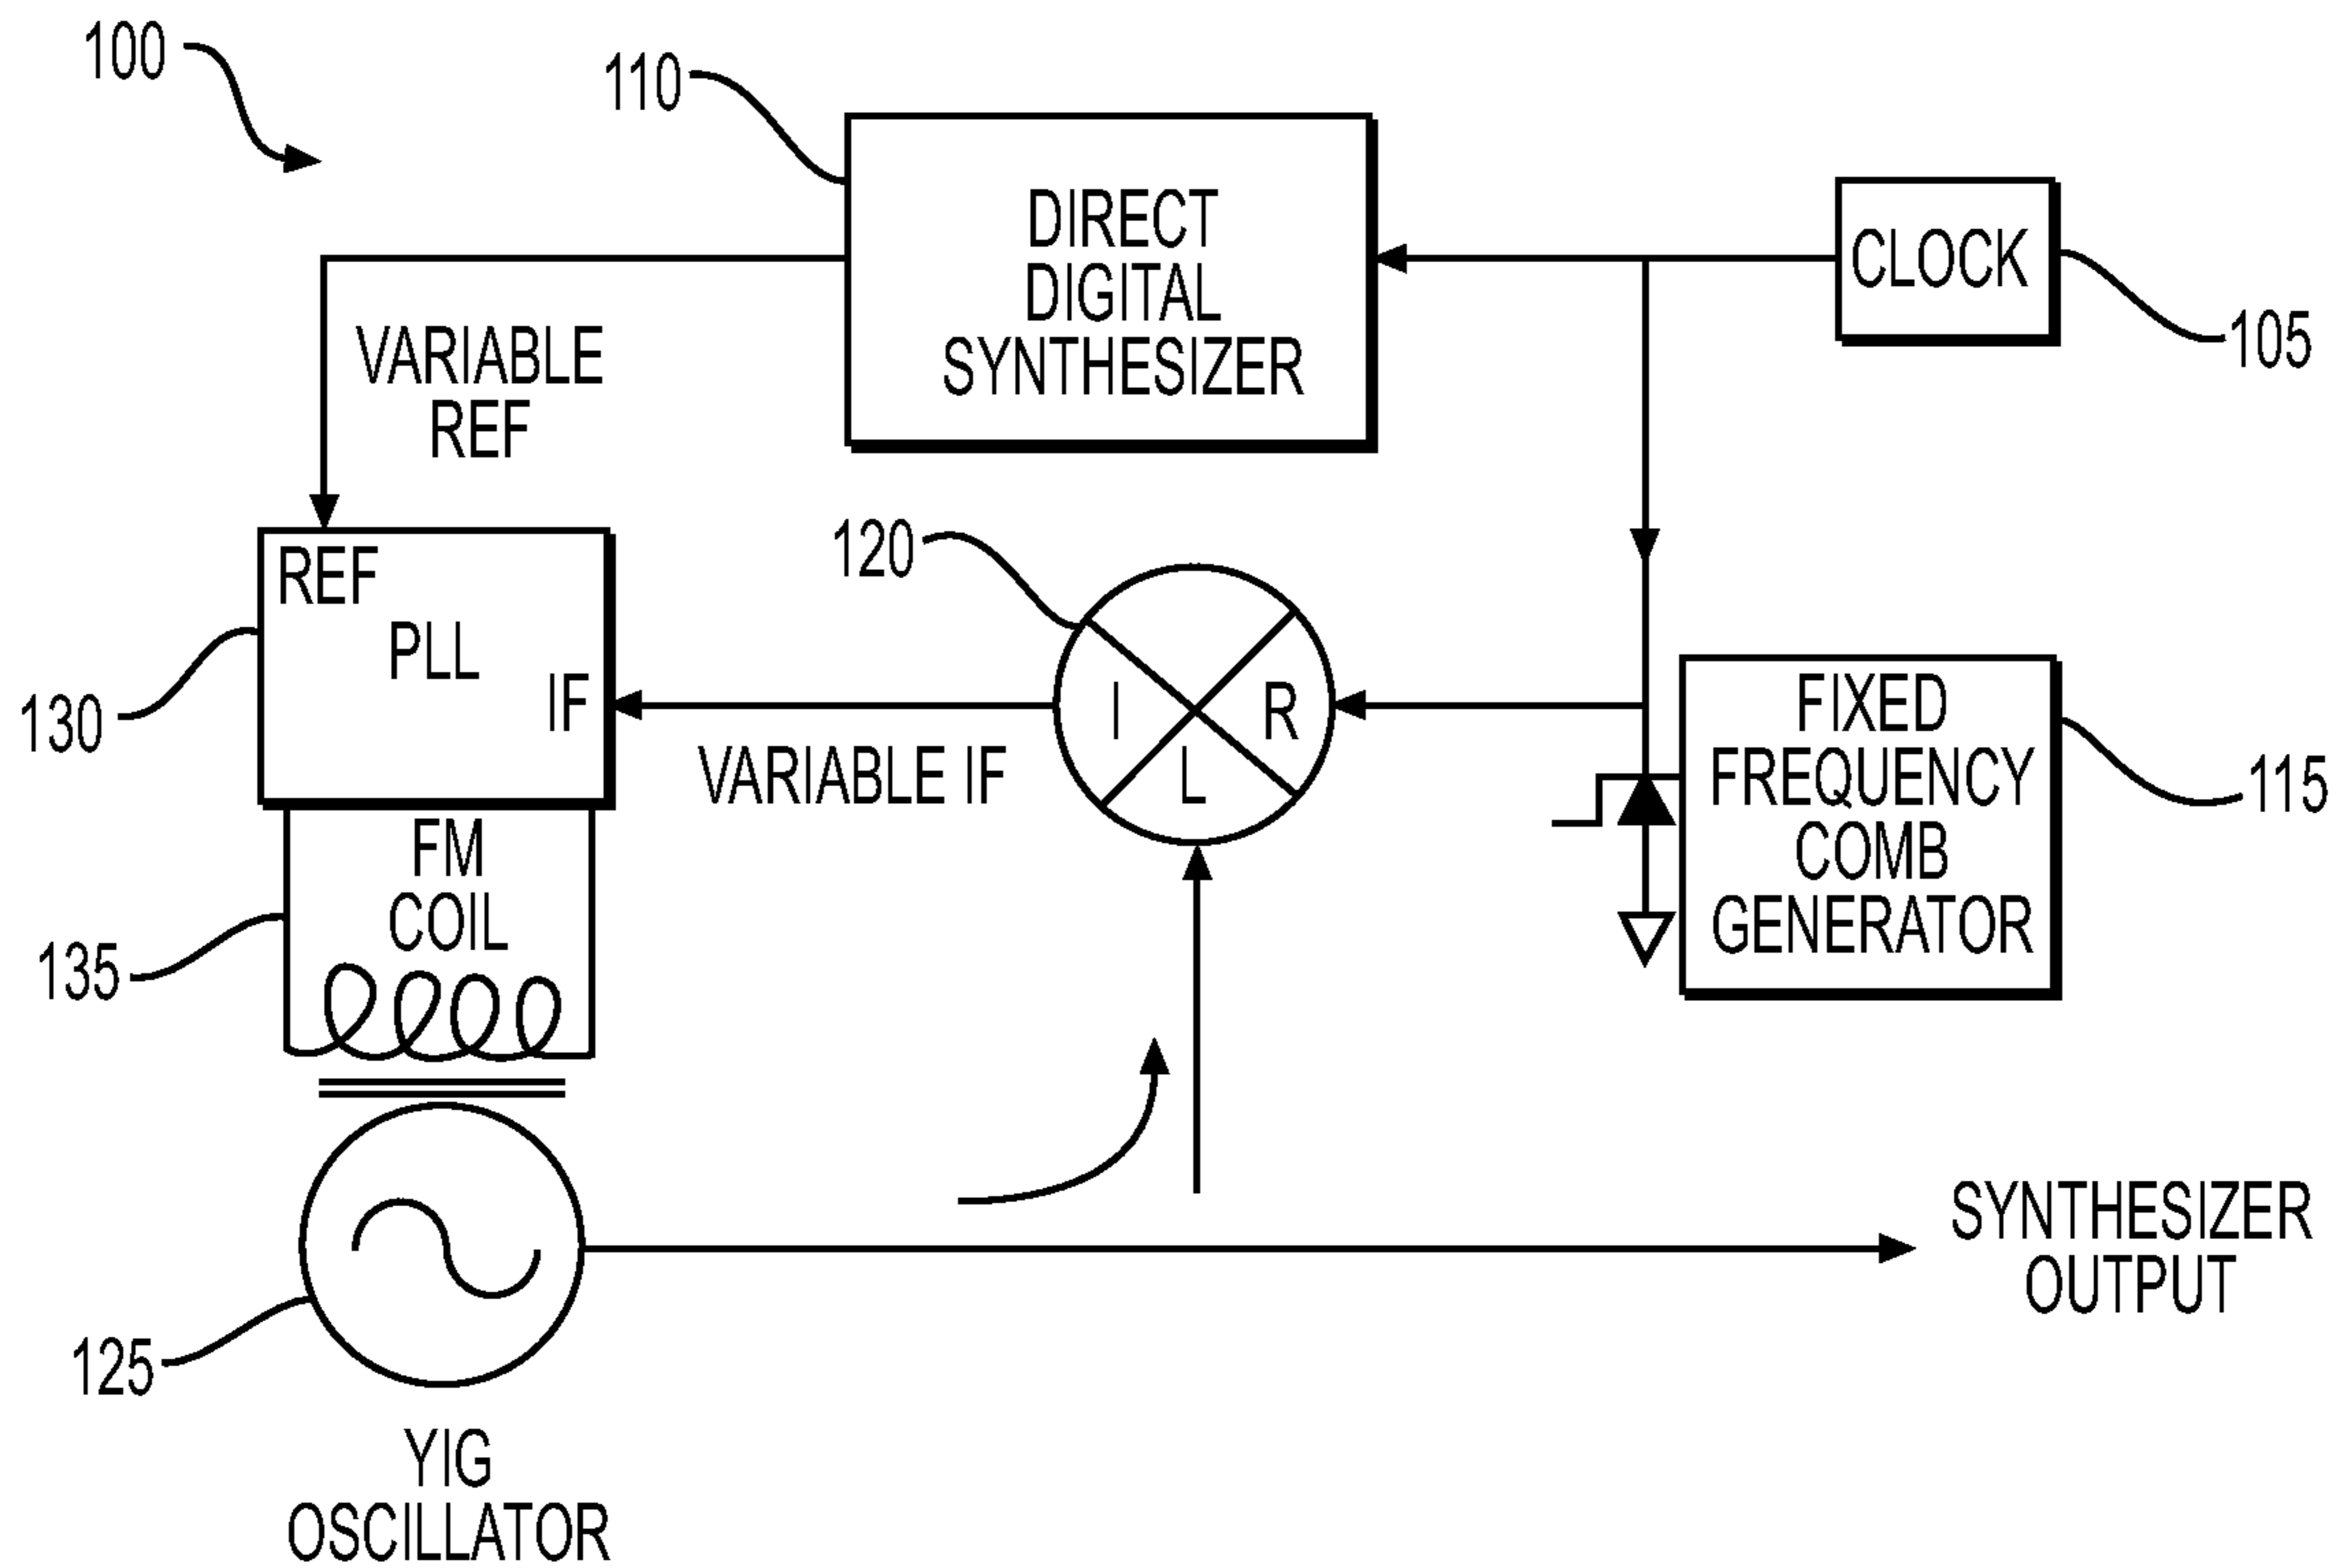 100
110
DIRECT
DIGITAL
SYNTHESIZER
CLOCK
105
VARIABLE
REF
REF
PLL
IF
130
120
I
R
L
VARIABLE IF
FIXED
FREQUENCY
COMB
GENERATOR
115
FM
COIL
135
125
YIG
OSCILLATOR
SYNTHESIZER
OUTPUT